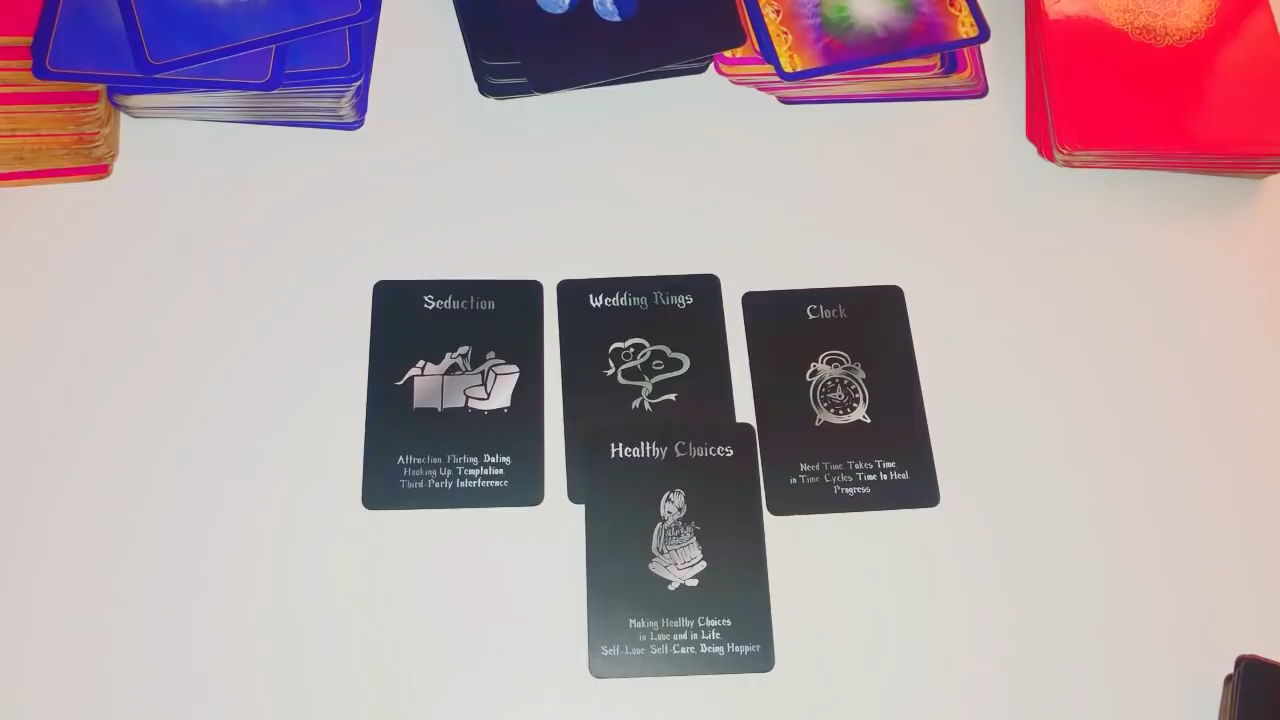 Seduction
Attraction, Flirting, Dating,
Hooking Up, Temptation,
Third-Party Interference
Wedding Rings
Clock
Need Time, Takes Time,
in Time, Cycles, Time to Heal,
Progress
Healthy Choices
Making Healthy Choices
in Love and in Life,
Self-Love, Self-Care, Being Happier